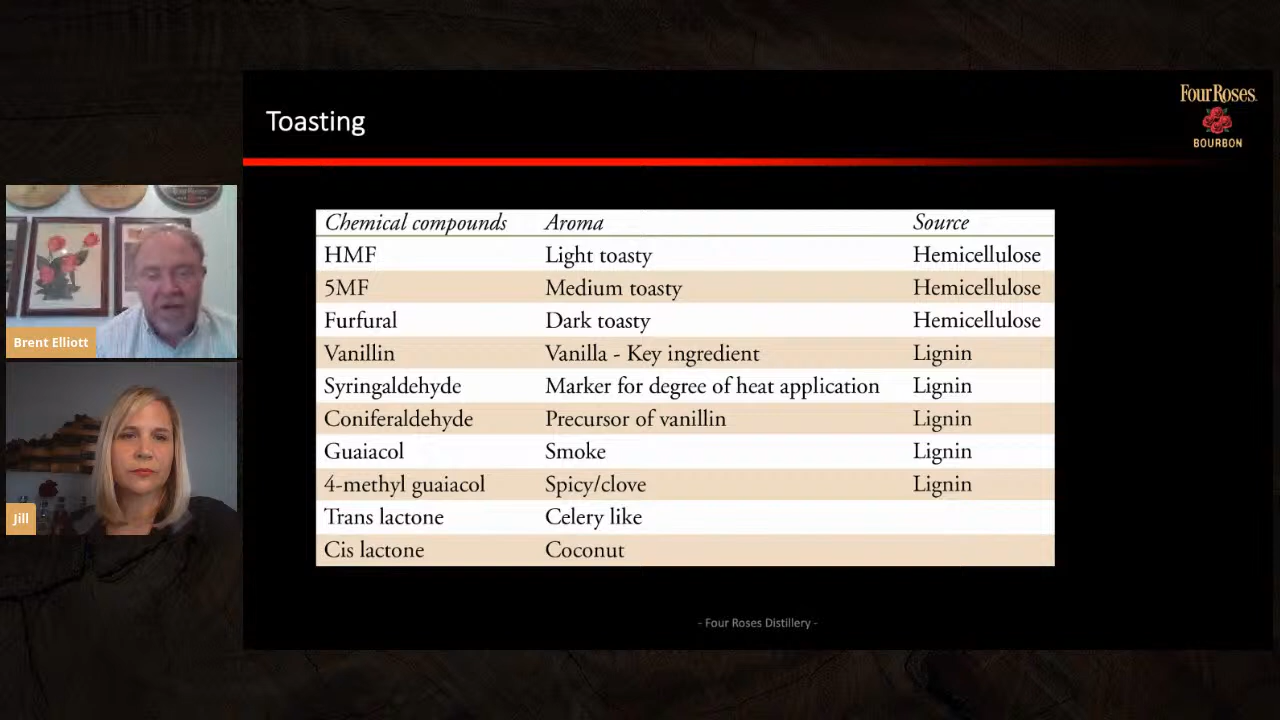 Toasting
Four Roses.
BOURBON
Chemical compounds Aroma Source
HMF Light toasty Hemicellulose
5MF Medium toasty Hemicellulose
Furfural Dark toasty Hemicellulose
Vanillin Vanilla - Key ingredient Lignin
Syringaldehyde Marker for degree of heat application Lignin
Coniferaldehyde Precursor of vanillin Lignin
Guaiacol Smoke Lignin
4-methyl guaiacol Spicy/clove Lignin
Trans lactone Celery like
Cis lactone Coconut
- Four Roses Distillery -
Brent Elliott
Jill